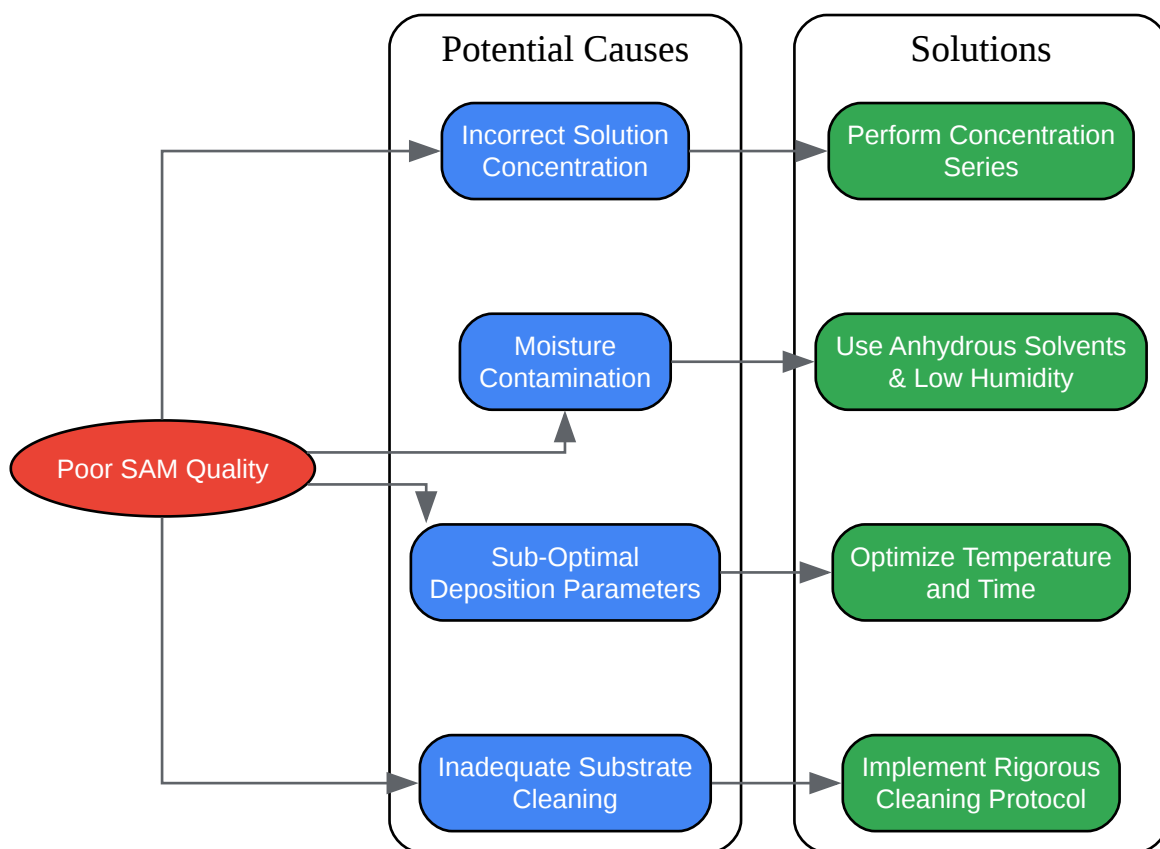 Potential Causes
Solutions
Incorrect Solution
Concentration
Perform Concentration
Series
Moisture
Contamination
Use Anhydrous Solvents
& Low Humidity
Poor SAM Quality
Sub-Optimal
Deposition Parameters
Optimize Temperature
and Time
Inadequate Substrate
Cleaning
Implement Rigorous
Cleaning Protocol